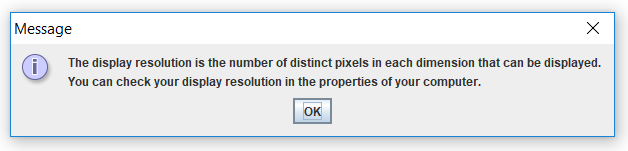 Message
The display resolution is the number of distinct pixels in each dimension that can be displayed.
You can check your display resolution in the properties of your computer.
OK